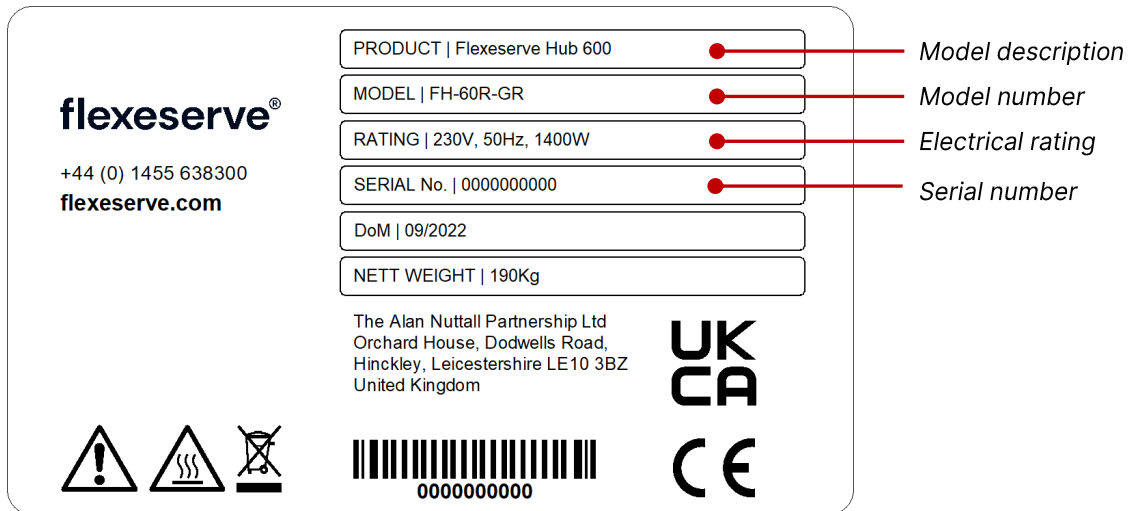 flexeserve®
+44 (0) 1455 638300
flexeserve.com
PRODUCT | Flexeserve Hub 600
MODEL | FH-60R-GR
RATING | 230V, 50Hz, 1400W
SERIAL No. | 0000000000
DoM | 09/2022
NETT WEIGHT | 190Kg
Model description
Model number
Electrical rating
Serial number
The Alan Nuttall Partnership Ltd
Orchard House, Dodwells Road,
Hinckley, Leicestershire LE10 3BZ
United Kingdom
UK
CA
0000000000
CE